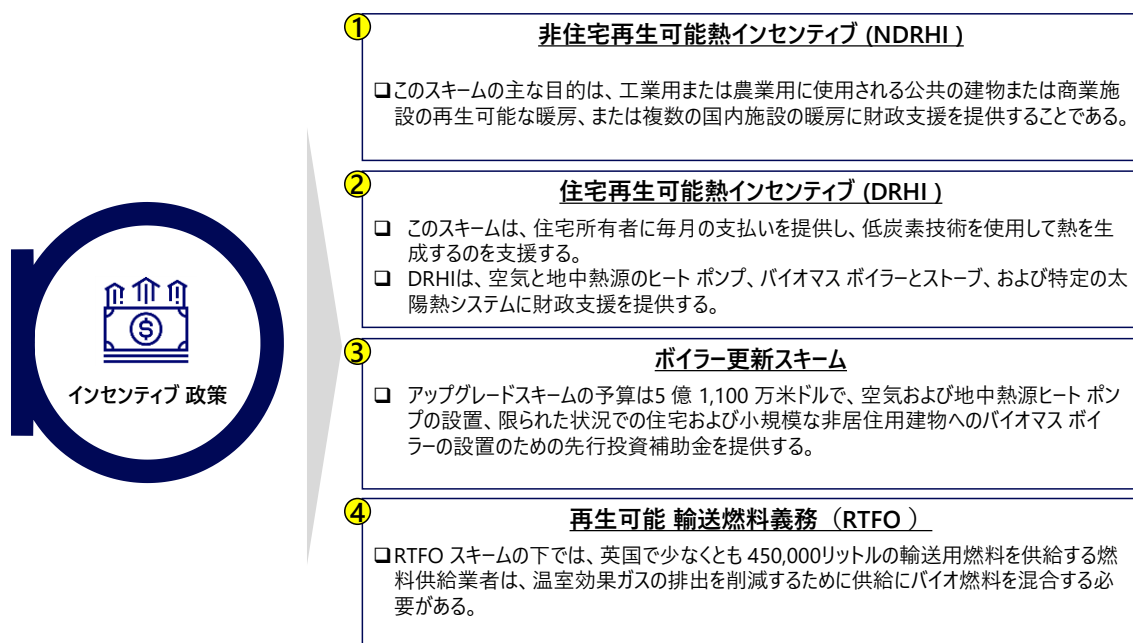 インセンティブ 政策
1
非住宅再生可能熱インセンティブ (NDRHI )
❑このスキームの主な目的は、工業用または農業用に使用される公共の建物または商業施
設の再生可能な暖房、または複数の国内施設の暖房に財政支援を提供することである。
2
住宅再生可能熱インセンティブ (DRHI )
❑ このスキームは、住宅所有者に毎月の支払いを提供し、低炭素技術を使用して熱を生
成するのを支援する。
❑ DRHIは、空気と地中熱源のヒート ポンプ、バイオマス ボイラーとストーブ、および特定の太
陽熱システムに財政支援を提供する。
3
ボイラー更新スキーム
❑ アップグレードスキームの予算は5 億 1,100 万米ドルで、空気および地中熱源ヒート ポン
プの設置、限られた状況での住宅および小規模な非居住用建物へのバイオマス ボイ
ラーの設置のための先行投資補助金を提供する。
4
再生可能 輸送燃料義務（RTFO ）
❑RTFO スキームの下では、英国で少なくとも 450,000リットルの輸送用燃料を供給する燃
料供給業者は、温室効果ガスの排出を削減するために供給にバイオ燃料を混合する必
要がある。